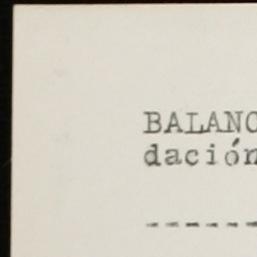 BALANC
dación
------